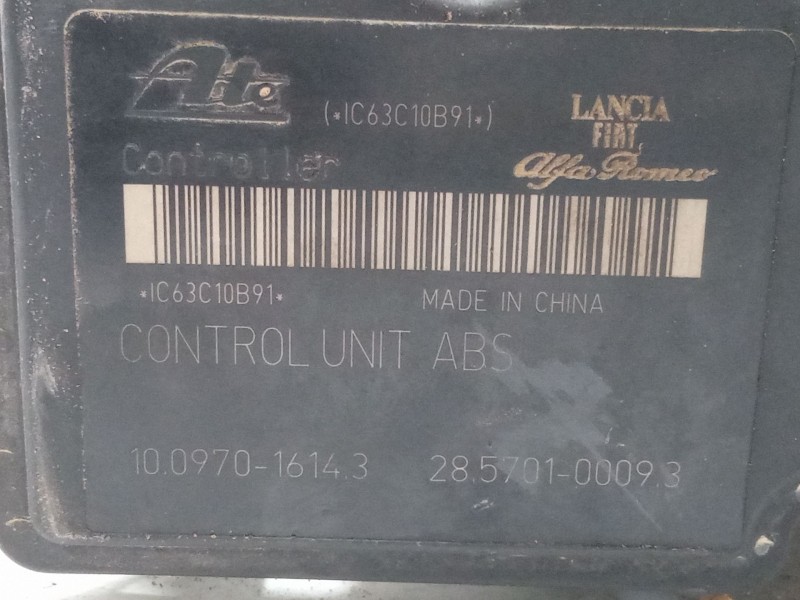 Ate
(*IC63C10B91*)
LANCIA
FIAT
Alfa Romeo
Controller
*IC63C10B91*
MADE IN CHINA
CONTROL UNIT ABS
10.0970-1614.3
28.5701-0009.3